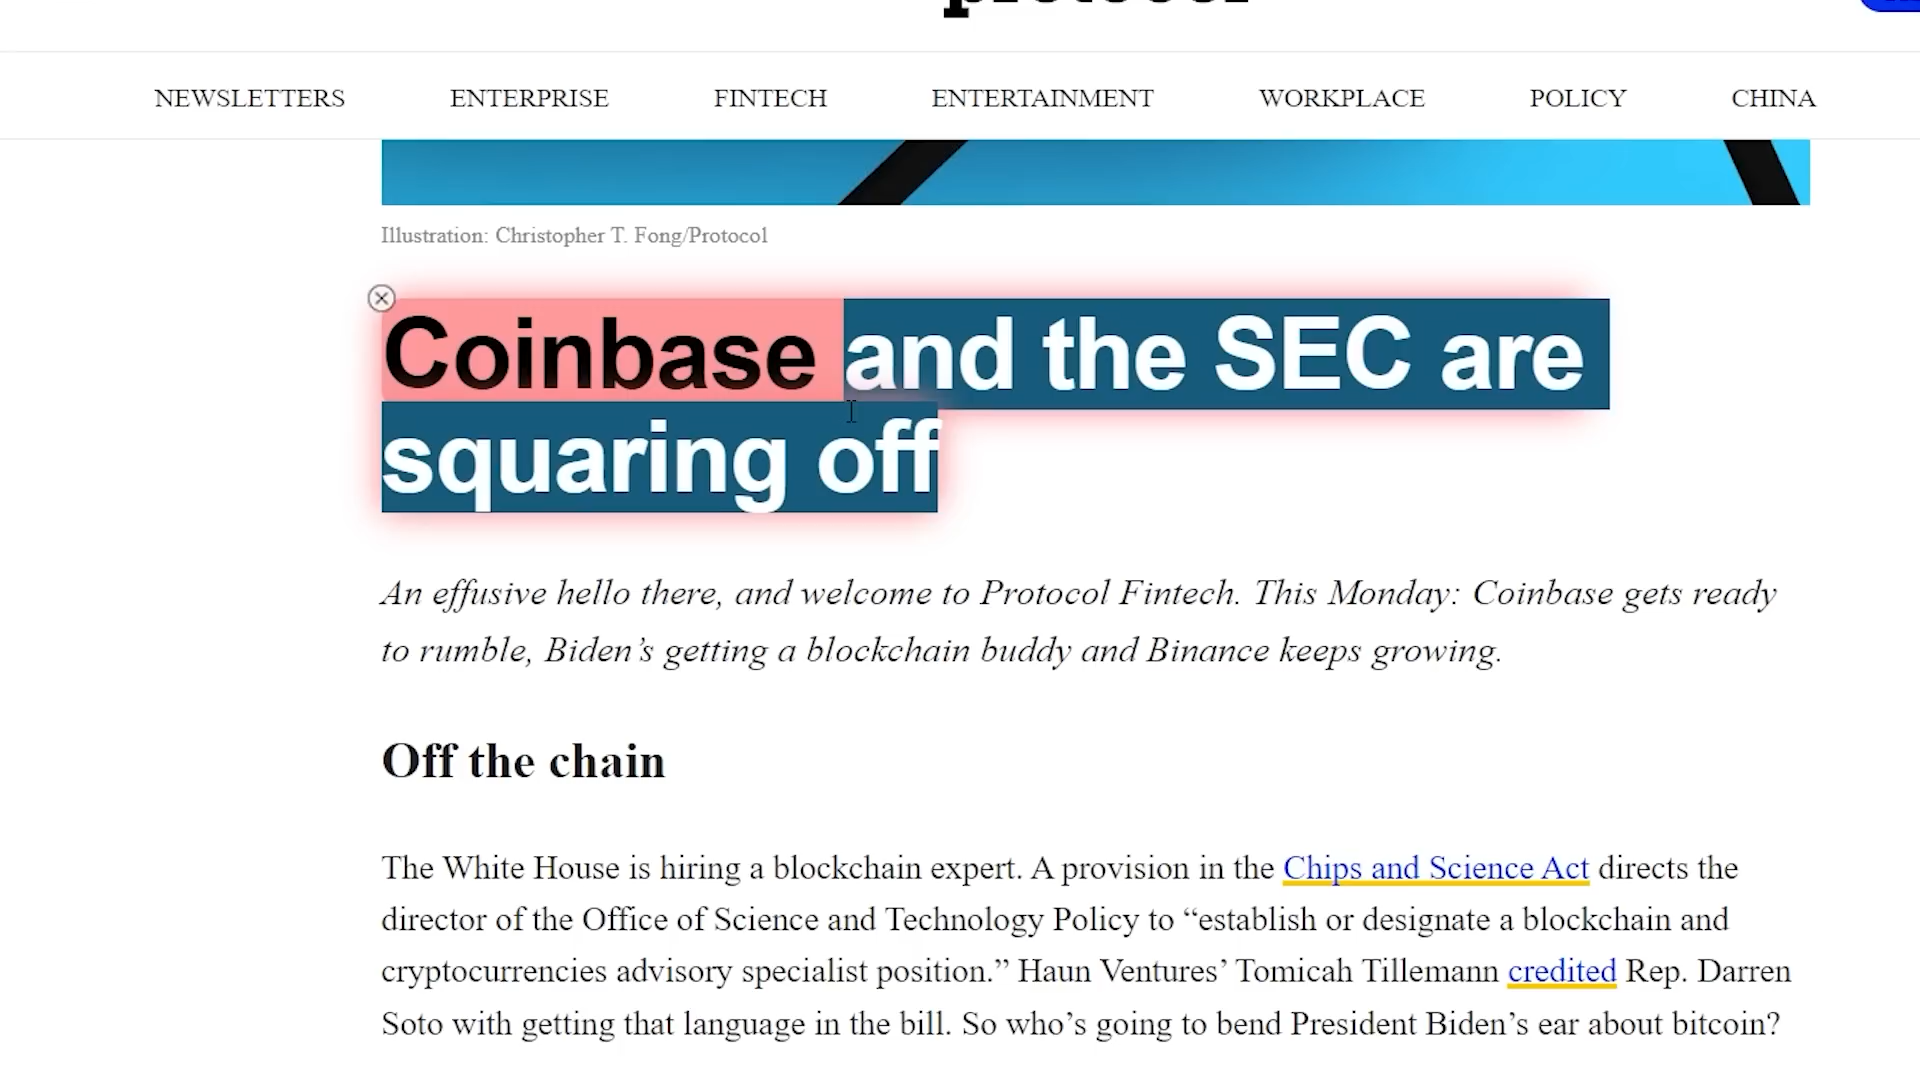 protocol
NEWSLETTERS ENTERPRISE FINTECH ENTERTAINMENT WORKPLACE POLICY CHINA
Illustration: Christopher T. Fong/Protocol
Coinbase and the SEC are
squaring off
An effusive hello there, and welcome to Protocol Fintech. This Monday: Coinbase gets ready
to rumble, Biden’s getting a blockchain buddy and Binance keeps growing.
Off the chain
The White House is hiring a blockchain expert. A provision in the Chips and Science Act directs the
director of the Office of Science and Technology Policy to “establish or designate a blockchain and
cryptocurrencies advisory specialist position.” Haun Ventures’ Tomicah Tillemann credited Rep. Darren
Soto with getting that language in the bill. So who’s going to bend President Biden’s ear about bitcoin?